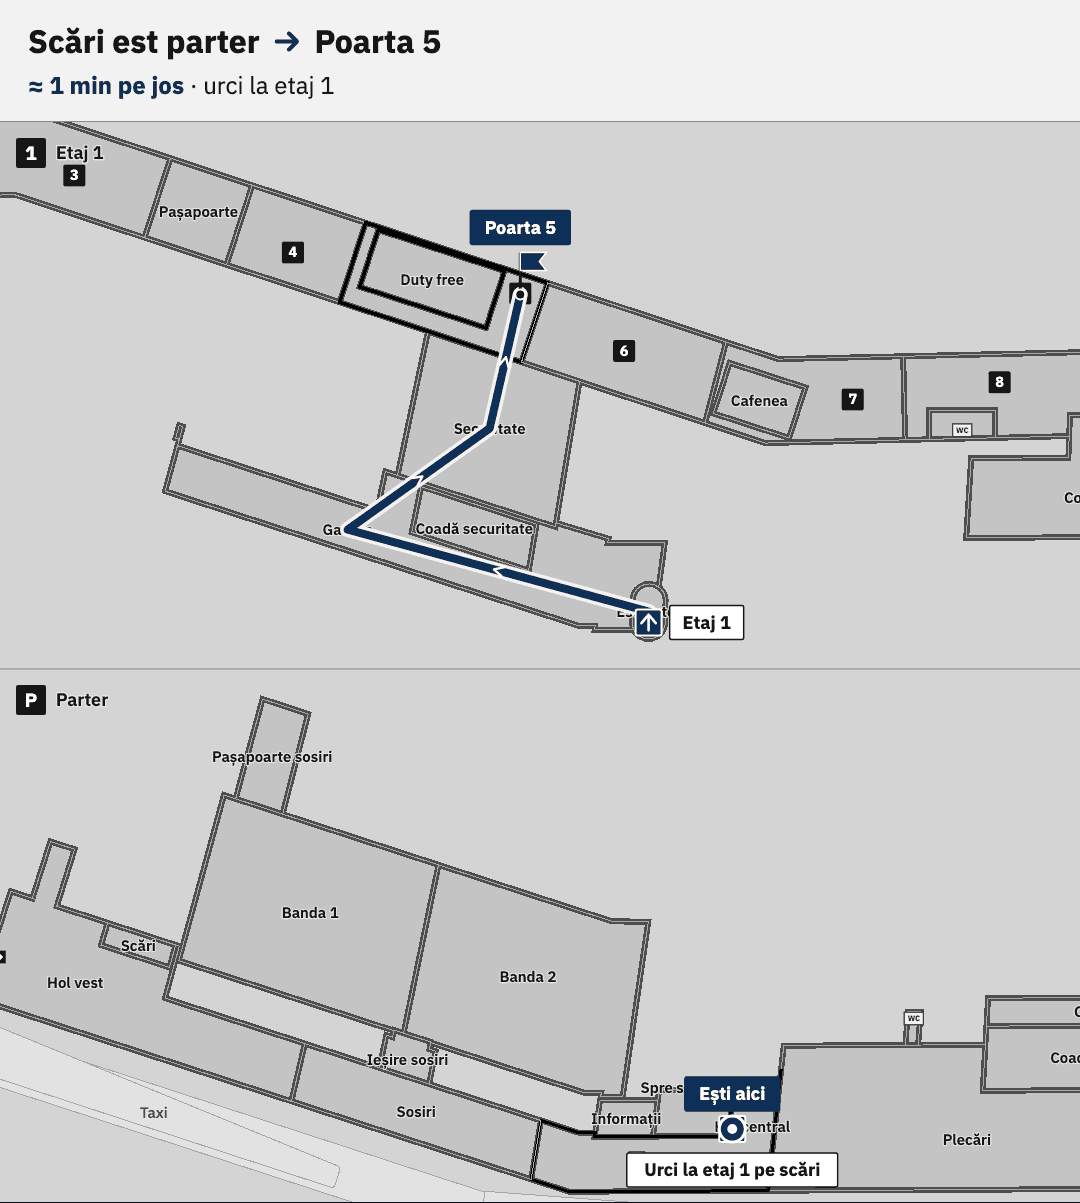 Scări est parter → Poarta 5
≈ 1 min pe jos · urci la etaj 1
1 Etaj 1
3
Pașapoarte
4
Poarta 5
Duty free
6
Cafenea
7
8
WC
Coadă securitate
Etaj 1
P Parter
Pașapoarte sosiri
Banda 1
Scări
Banda 2
Hol vest
WC
Ieșire sosiri
Spre s
Ești aici
Taxi
Sosiri
Informații
central
Plecări
Urci la etaj 1 pe scări